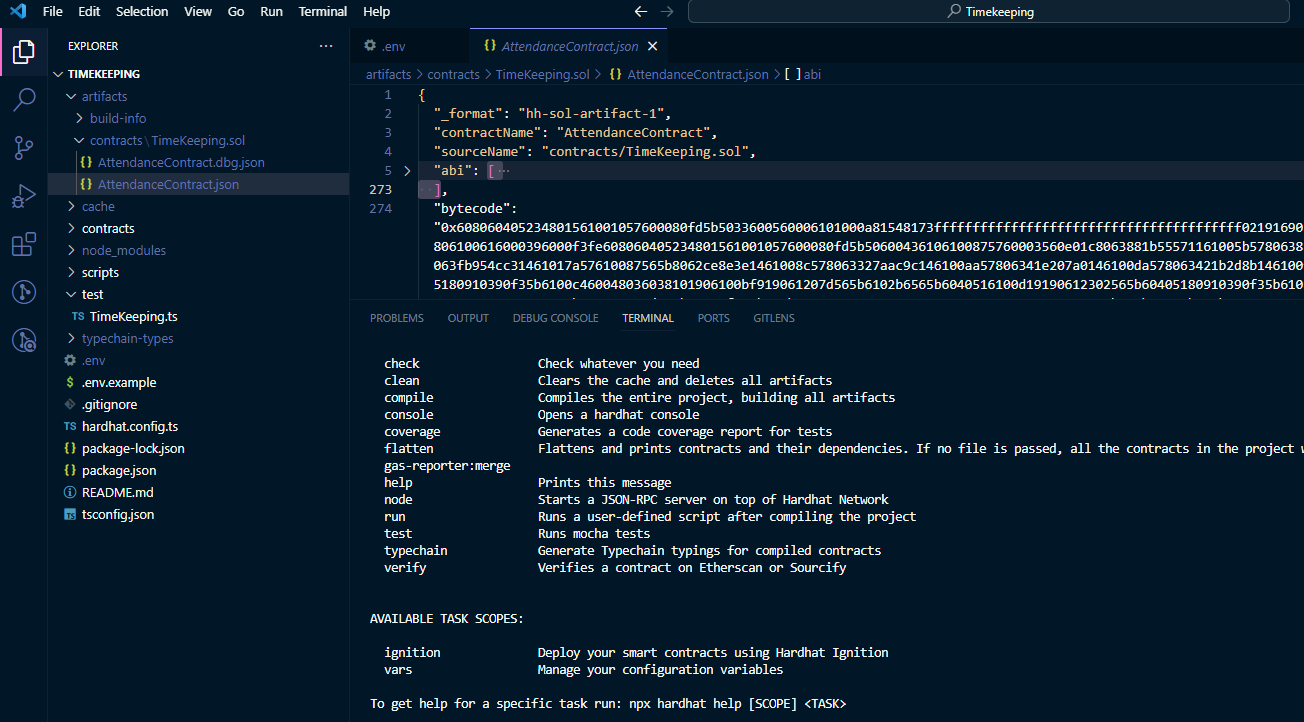 File Edit Selection View Go Run Terminal Help
Timekeeping
EXPLORER
TIMEKEEPING
artifacts
build-info
contracts \ TimeKeeping.sol
{} AttendanceContract.dbg.json
{} AttendanceContract.json
cache
contracts
node_modules
scripts
test
TS TimeKeeping.ts
typechain-types
.env
$ .env.example
.gitignore
TS hardhat.config.ts
{} package-lock.json
{} package.json
README.md
tsconfig.json
.env
{} AttendanceContract.json
artifacts > contracts > TimeKeeping.sol > {} AttendanceContract.json > [ ] abi
1 {
2 "_format": "hh-sol-artifact-1",
3 "contractName": "AttendanceContract",
4 "sourceName": "contracts/TimeKeeping.sol",
5 "abi": [ ...
273 ],
274 "bytecode":
PROBLEMS OUTPUT DEBUG CONSOLE TERMINAL PORTS GITLENS
check Check whatever you need
clean Clears the cache and deletes all artifacts
compile Compiles the entire project, building all artifacts
console Opens a hardhat console
coverage Generates a code coverage report for tests
flatten Flattens and prints contracts and their dependencies. If no file is passed, all the contracts in the project
gas-reporter:merge
help Prints this message
node Starts a JSON-RPC server on top of Hardhat Network
run Runs a user-defined script after compiling the project
test Runs mocha tests
typechain Generate Typechain typings for compiled contracts
verify Verifies a contract on Etherscan or Sourcify
AVAILABLE TASK SCOPES:
ignition Deploy your smart contracts using Hardhat Ignition
vars Manage your configuration variables
To get help for a specific task run: npx hardhat help [SCOPE] <TASK>